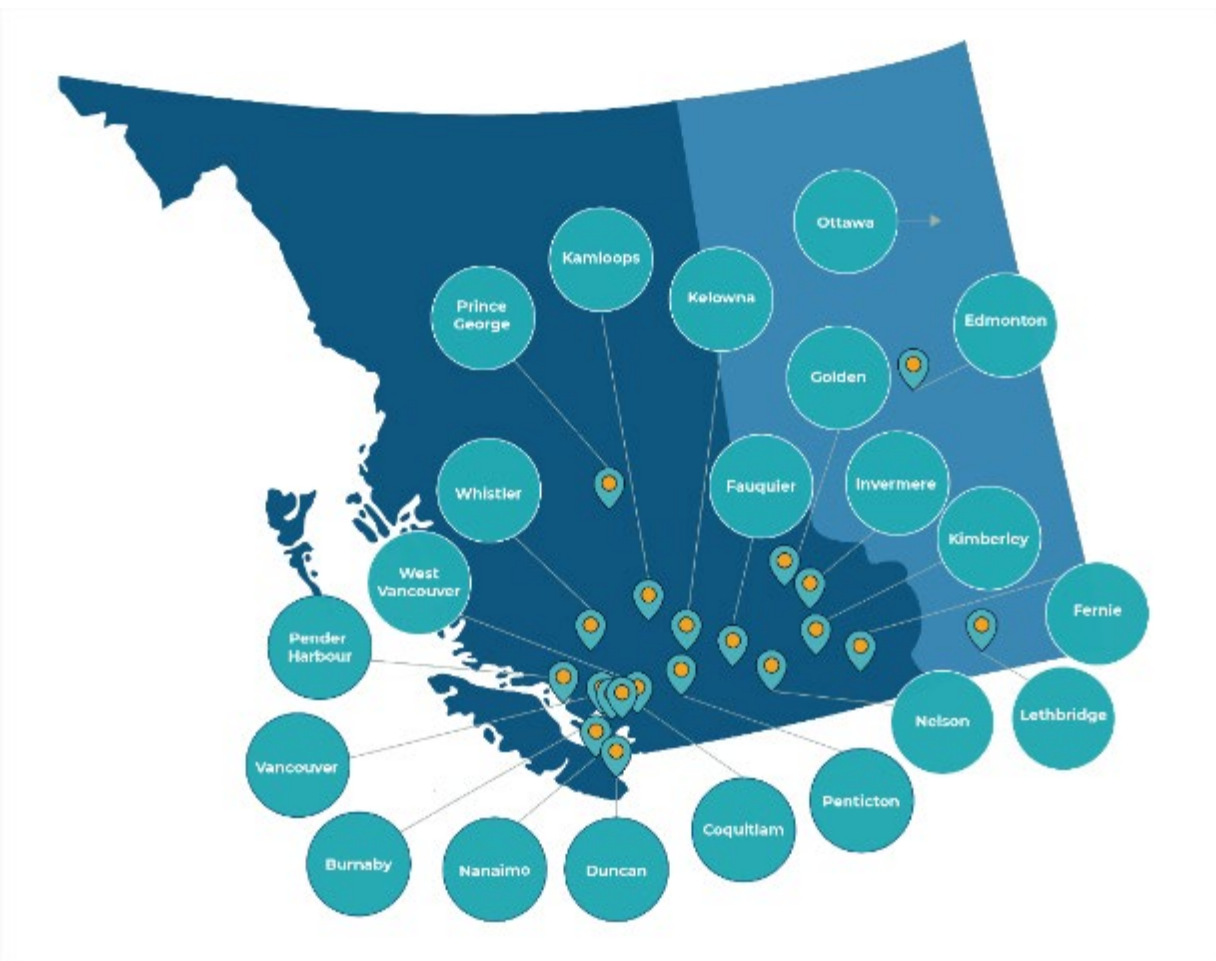 Ottawa
Kamloops
Kelowna
Prince
George
Edmonton
Golden
Whistler
Fauquier
Invermere
Kimberley
West
Vancouver
Fernie
Pender
Harbour
Nelson
Lethbridge
Vancouver
Penticton
Coquitlam
Burnaby
Nanaimo
Duncan